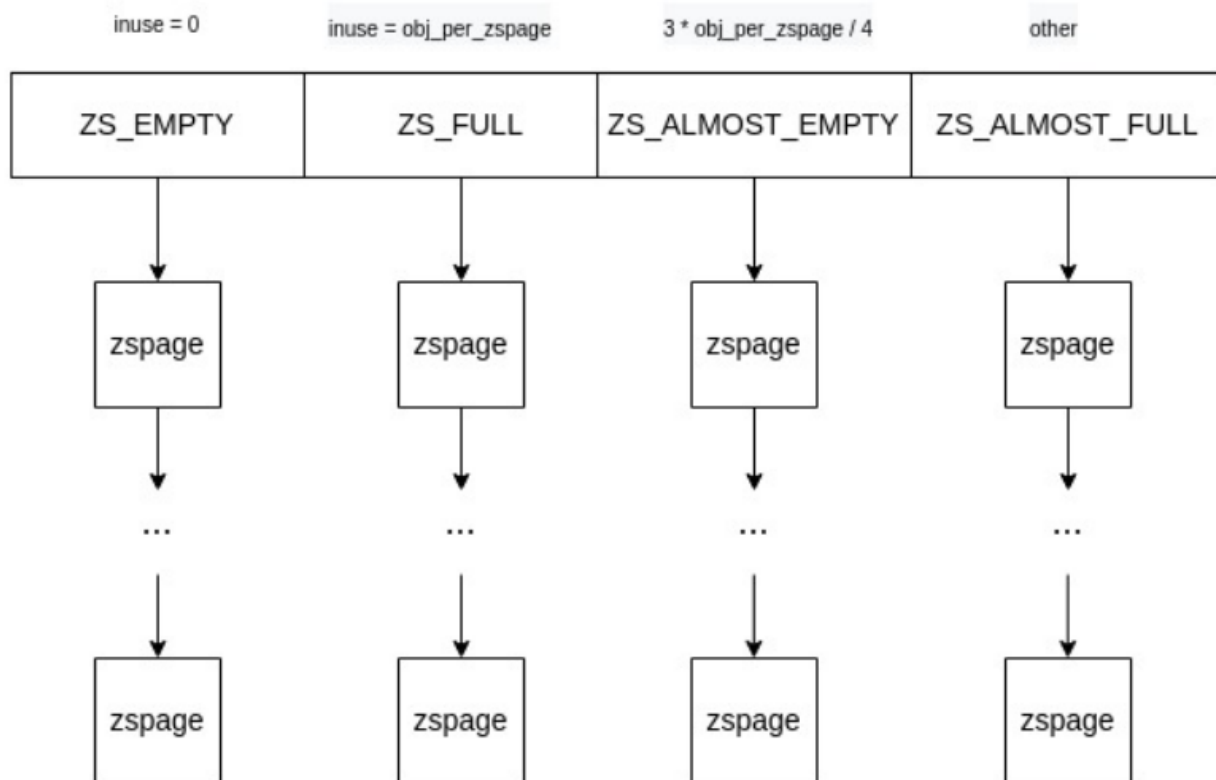 inuse = 0 inuse = obj_per_zspage 3 * obj_per_zspage / 4 other
ZS_EMPTY ZS_FULL ZS_ALMOST_EMPTY ZS_ALMOST_FULL
zspage zspage zspage zspage
... ... ... ...
zspage zspage zspage zspage